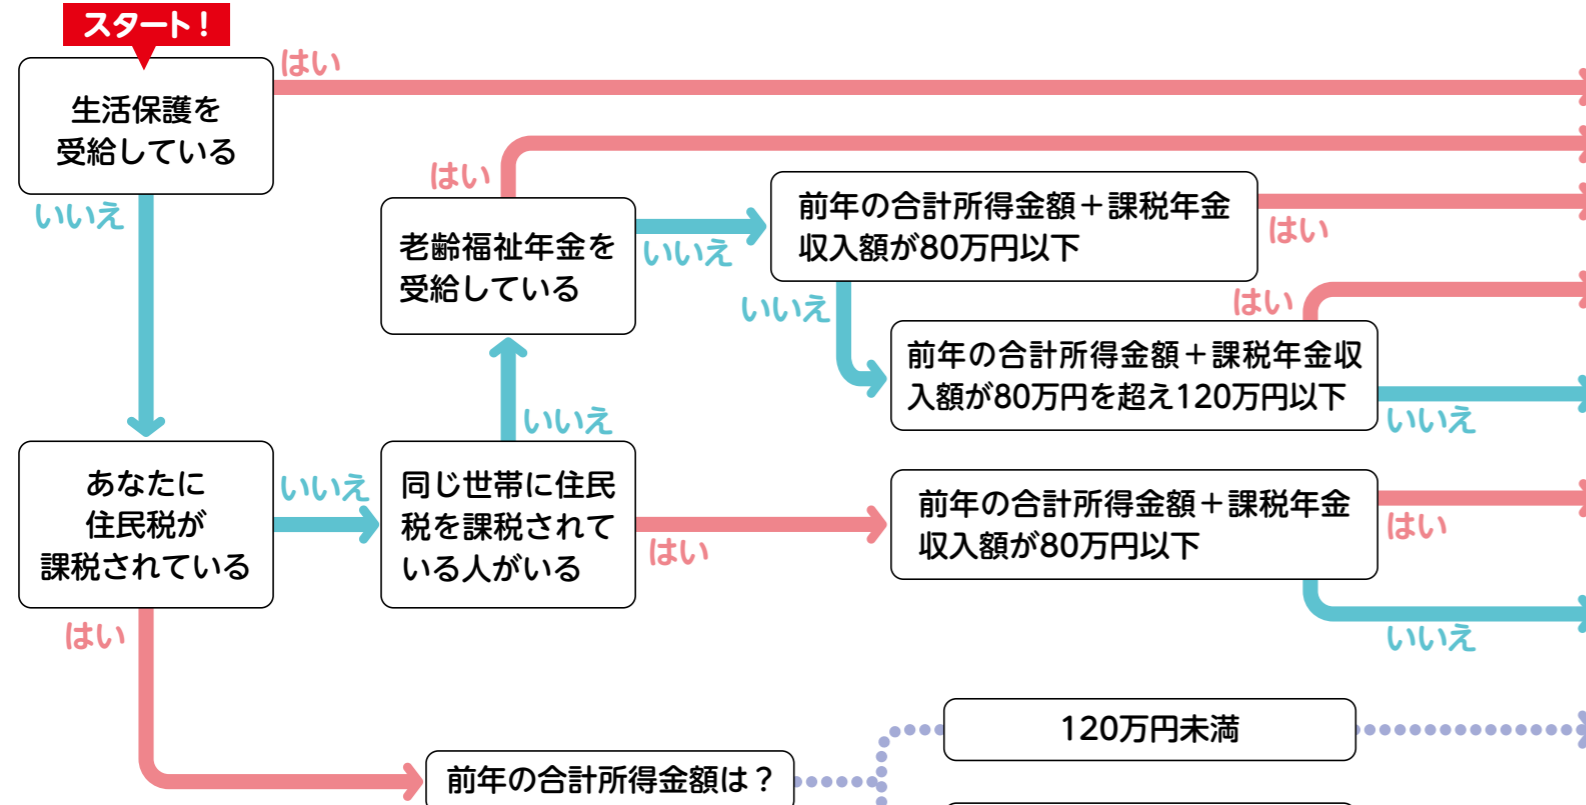 スタート！
はい
生活保護を
受給している
いいえ
はい
老齢福祉年金を
受給している
いいえ
前年の合計所得金額＋課税年金
収入額が80万円以下
はい
いいえ
はい
前年の合計所得金額＋課税年金収
入額が80万円を超え120万円以下
いいえ
いいえ
あなたに
住民税が
課税されている
いいえ
同じ世帯に住民
税を課税されて
いる人がいる
はい
前年の合計所得金額＋課税年金
収入額が80万円以下
はい
いいえ
はい
前年の合計所得金額は？
120万円未満